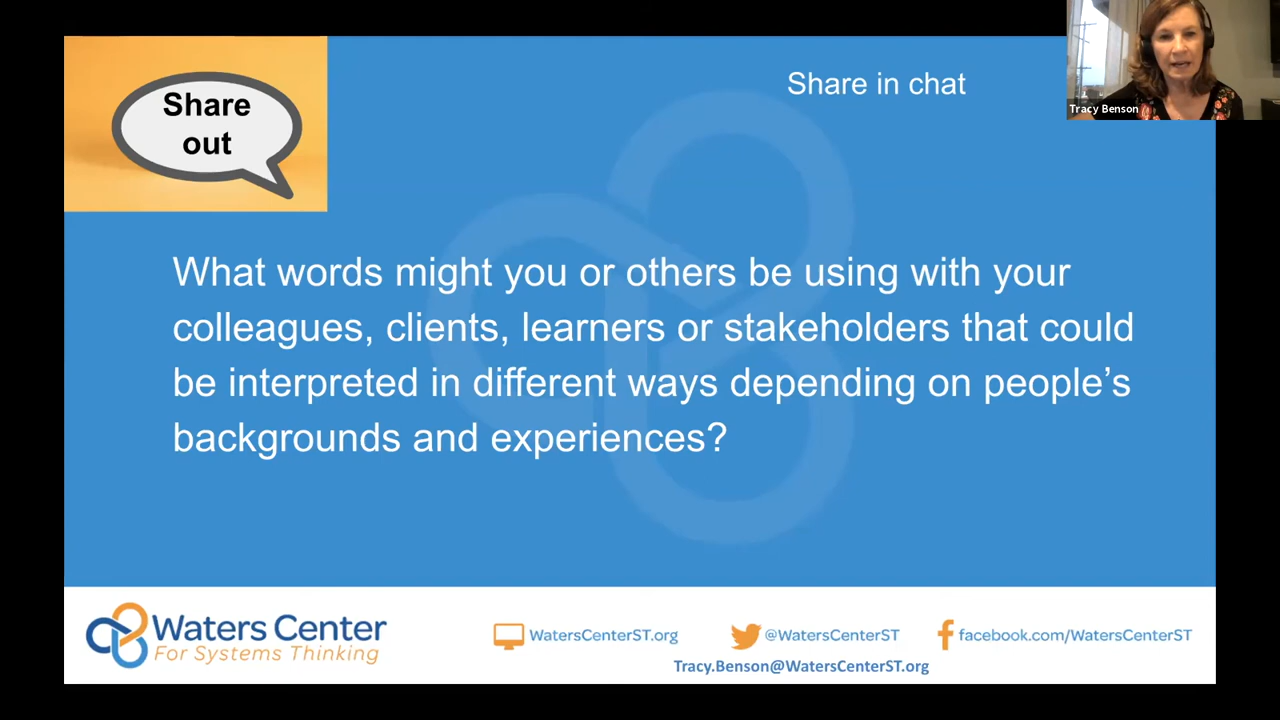 Share
out
Share in chat
Tracy Benson
What words might you or others be using with your
colleagues, clients, learners or stakeholders that could
be interpreted in different ways depending on people’s
backgrounds and experiences?
Waters Center
For Systems Thinking
WatersCenterST.org
@WatersCenterST
facebook.com/WatersCenterST
Tracy.Benson@WatersCenterST.org